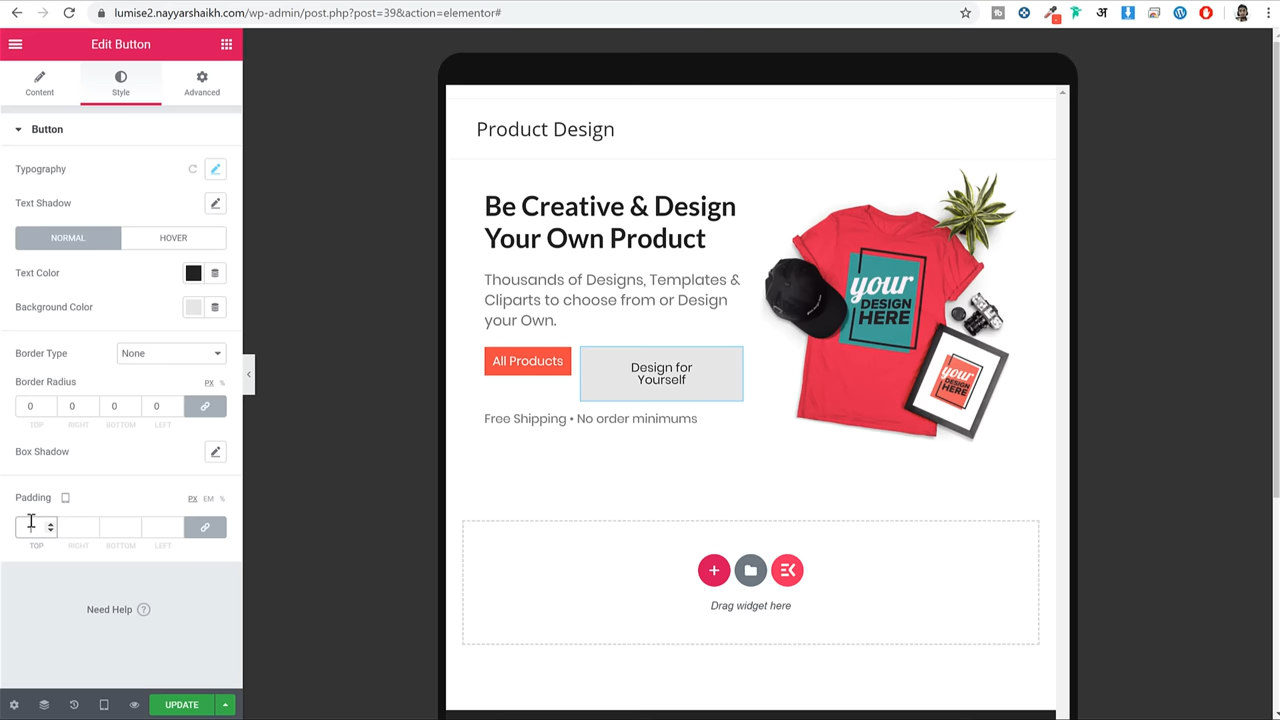 lumise2.nayyarshaikh.com/wp-admin/post.php?post=39&action=elementor#
Edit Button
Content
Style
Advanced
Button
Typography
Text Shadow
NORMAL
HOVER
Text Color
Background Color
Border Type
None
Border Radius
PX %
0 0 0 0
TOP RIGHT BOTTOM LEFT
Box Shadow
Padding
PX EM %
TOP RIGHT BOTTOM LEFT
Need Help ?
UPDATE
Product Design
Be Creative & Design
Your Own Product
Thousands of Designs, Templates &
Cliparts to choose from or Design
your Own.
All Products
Design for
Yourself
Free Shipping • No order minimums
your
DESIGN
HERE
your
DESIGN
HERE
Drag widget here